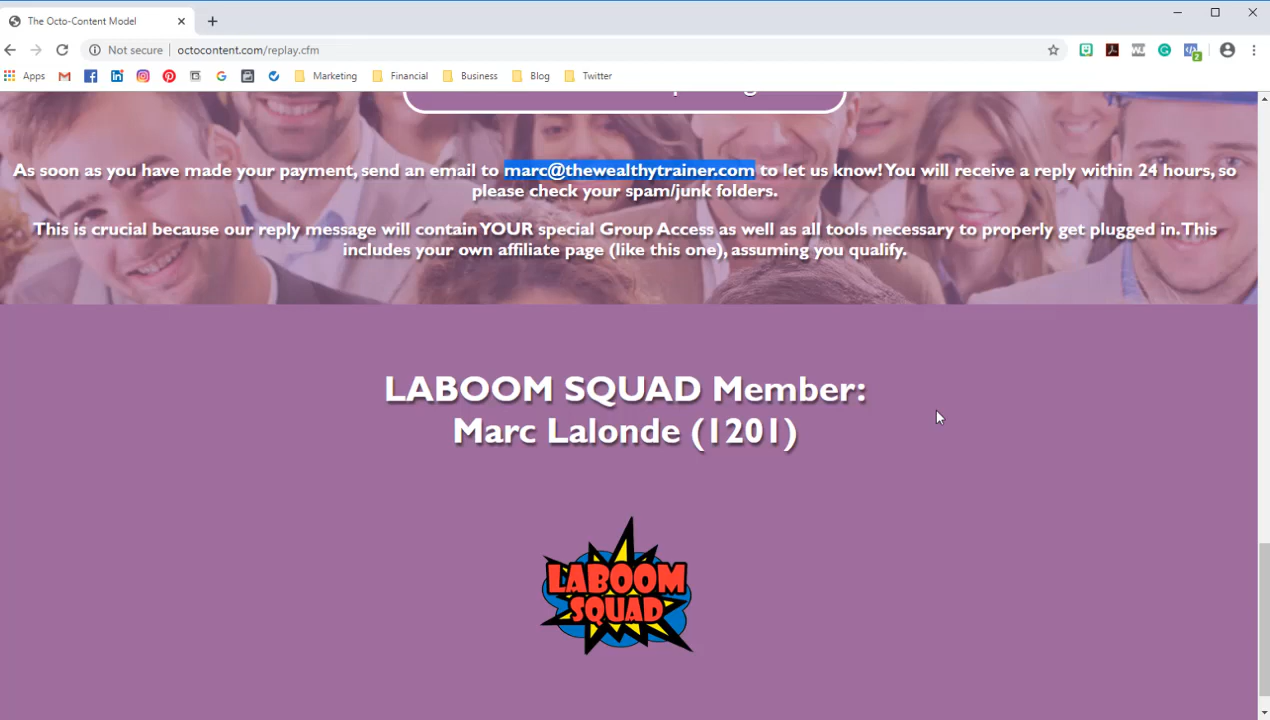 The Octo-Content Model
Not secure
octocontent.com/replay.cfm
2
Apps
Marketing
Financial
Business
Blog
Twitter
As soon as you have made your payment, send an email to marc@thewealthytrainer.com to let us know! You will receive a reply within 24 hours, so
please check your spam/junk folders.
This is crucial because our reply message will contain YOUR special Group Access as well as all tools necessary to properly get plugged in. This
includes your own affiliate page (like this one), assuming you qualify.
LABOOM SQUAD Member:
Marc Lalonde (1201)
LABOOM
SQUAD